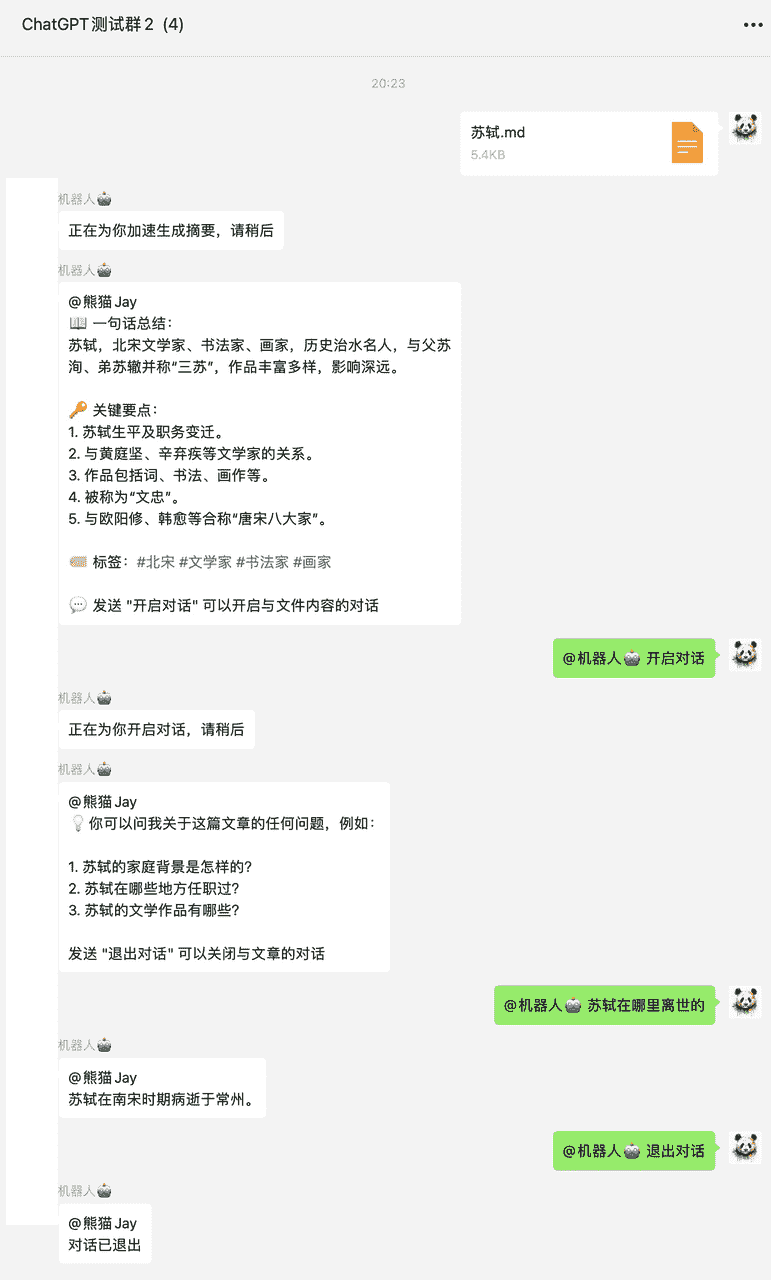 ChatGPT测试群2（4）
20:23
苏轼.md
5.4KB
机器人🤖
正在为你加速生成摘要，请稍后
机器人🤖
@熊猫Jay
📖 一句话总结：
苏轼，北宋文学家、书法家、画家，历史治水名人，与父苏
洵、弟苏辙并称“三苏”，作品丰富多样，影响深远。
🔑 关键要点：
1. 苏轼生平及职务变迁。
2. 与黄庭坚、辛弃疾等文学家的关系。
3. 作品包括词、书法、画作等。
4. 被称为“文忠”。
5. 与欧阳修、韩愈等合称“唐宋八大家”。
🏷️ 标签：#北宋 #文学家 #书法家 #画家
💬 发送 "开启对话" 可以开启与文件内容的对话
@机器人🤖 开启对话
机器人🤖
正在为你开启对话，请稍后
机器人🤖
@熊猫Jay
💡你可以问我关于这篇文章的任何问题，例如：
1. 苏轼的家庭背景是怎样的?
2. 苏轼在哪些地方任职过?
3. 苏轼的文学作品有哪些?
发送 "退出对话" 可以关闭与文章的对话
@机器人🤖 苏轼在哪里离世的
机器人🤖
@熊猫Jay
苏轼在南宋时期病逝于常州。
@机器人🤖 退出对话
机器人🤖
@熊猫Jay
对话已退出